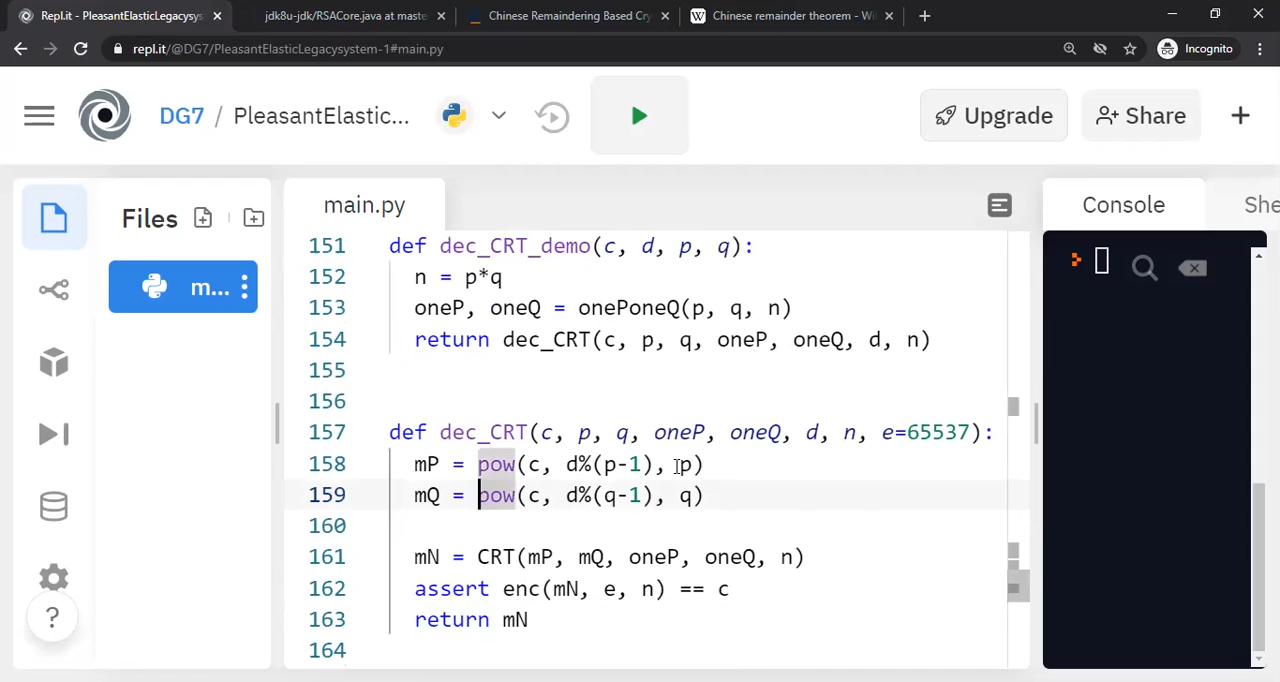 Repl.it - PleasantElasticLegacysys
jdk8u-jdk/RSACore.java at maste
Chinese Remaindering Based Cry
W Chinese remainder theorem - Wi
repl.it/@DG7/PleasantElasticLegacysystem-1#main.py
Incognito
DG7 / PleasantElastic...
Upgrade
Share
Files
m...
main.py
Console
She
151 def dec_CRT_demo(c, d, p, q):
152 n = p*q
153 oneP, oneQ = onePoneQ(p, q, n)
154 return dec_CRT(c, p, q, oneP, oneQ, d, n)
155
156
157 def dec_CRT(c, p, q, oneP, oneQ, d, n, e=65537):
158 mP = pow(c, d%(p-1), p)
159 mQ = pow(c, d%(q-1), q)
160
161 mN = CRT(mP, mQ, oneP, oneQ, n)
162 assert enc(mN, e, n) == c
163 return mN
164
?